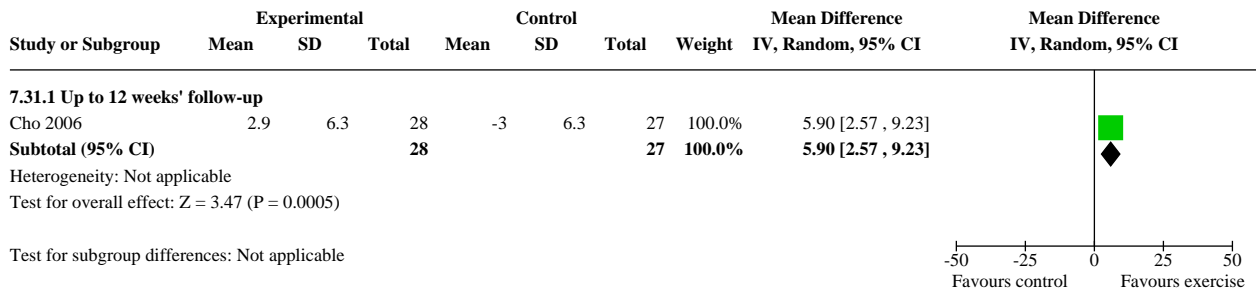 Experimental Control Mean Difference Mean Difference
Study or Subgroup Mean SD Total Mean SD Total Weight IV, Random, 95% CI IV, Random, 95% CI
7.31.1 Up to 12 weeks' follow-up
Cho 2006 2.9 6.3 28 -3 6.3 27 100.0% 5.90 [2.57 , 9.23]
Subtotal (95% CI) 28 27 100.0% 5.90 [2.57 , 9.23]
Heterogeneity: Not applicable
Test for overall effect: Z = 3.47 (P = 0.0005)
Test for subgroup differences: Not applicable
-50 -25 0 25 50
Favours control Favours exercise